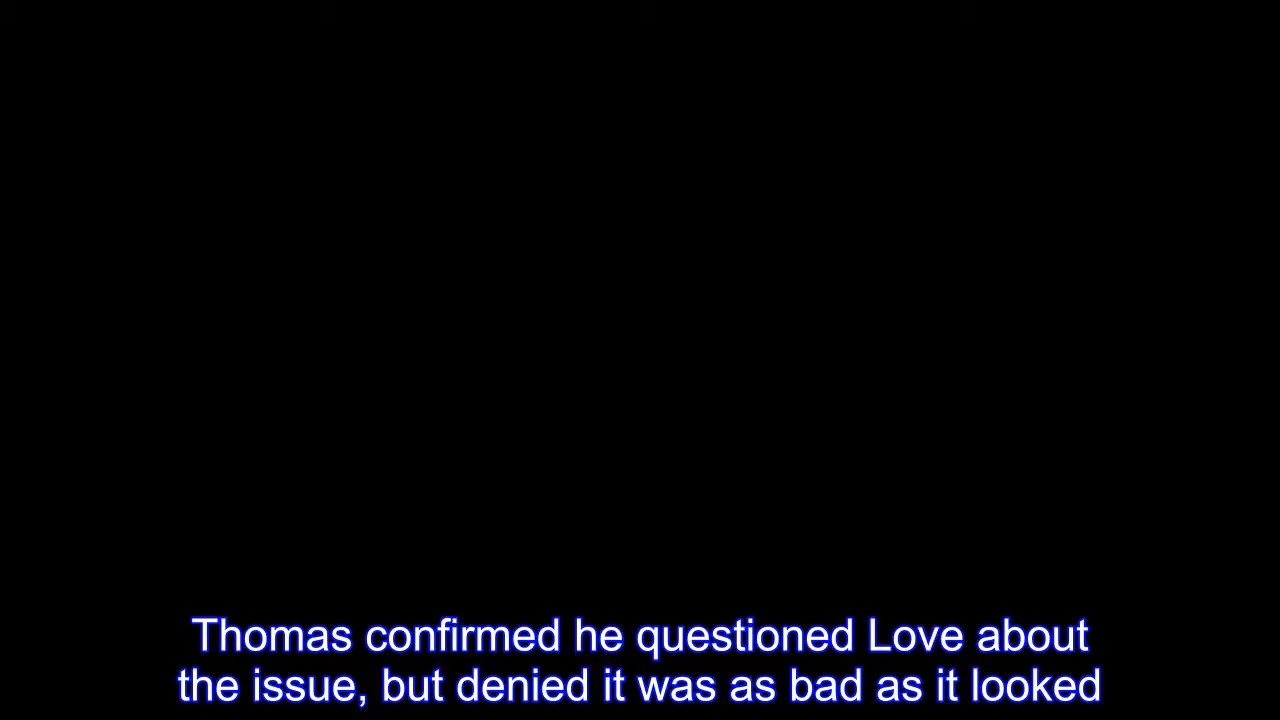 Thomas confirmed he questioned Love about
the issue, but denied it was as bad as it looked